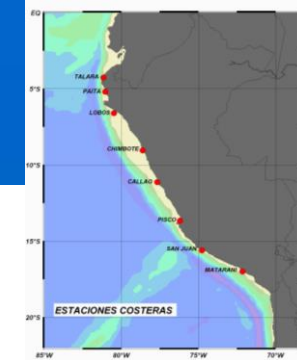 EQ
TALARA
5°S
PAITA
LOBOS
10°S
CHIMBOTE
CALLAO
PISCO
15°S
SAN JUAN
MATARANI
ESTACIONES COSTERAS
20°S
85°W 80°W 75°W 70°W